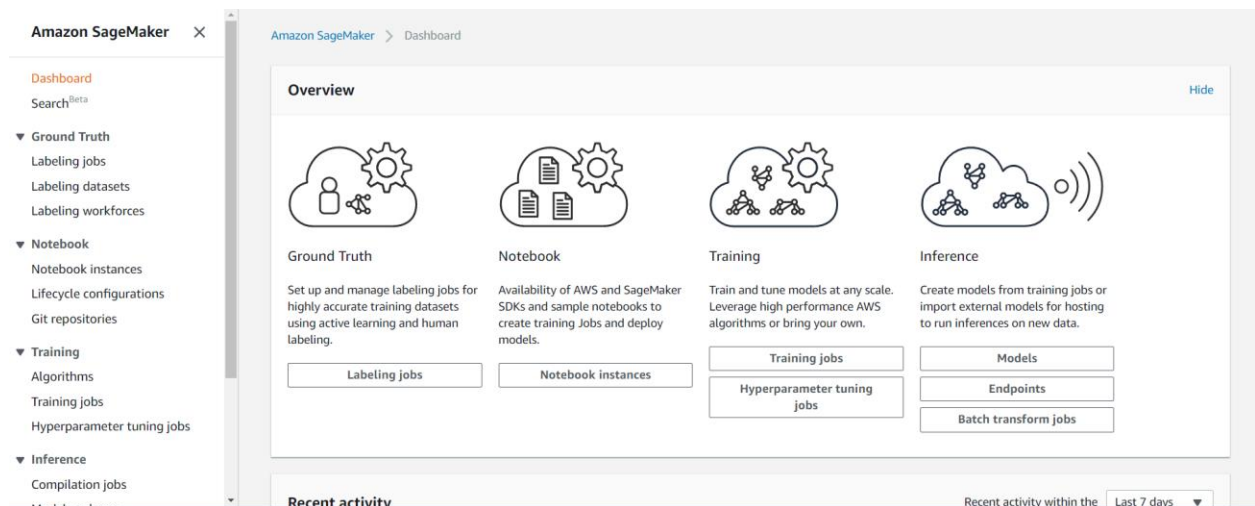 Amazon SageMaker
Dashboard
Search Beta
Ground Truth
Labeling jobs
Labeling datasets
Labeling workforces
Notebook
Notebook instances
Lifecycle configurations
Git repositories
Training
Algorithms
Training jobs
Hyperparameter tuning jobs
Inference
Compilation jobs
Amazon SageMaker > Dashboard
Overview
Hide
Ground Truth
Set up and manage labeling jobs for
highly accurate training datasets
using active learning and human
labeling.
Labeling jobs
Notebook
Availability of AWS and SageMaker
SDKs and sample notebooks to
create training Jobs and deploy
models.
Notebook instances
Training
Train and tune models at any scale.
Leverage high performance AWS
algorithms or bring your own.
Training jobs
Hyperparameter tuning
jobs
Inference
Create models from training jobs or
import external models for hosting
to run inferences on new data.
Models
Endpoints
Batch transform jobs
Recent activity
Recent activity within the Last 7 days